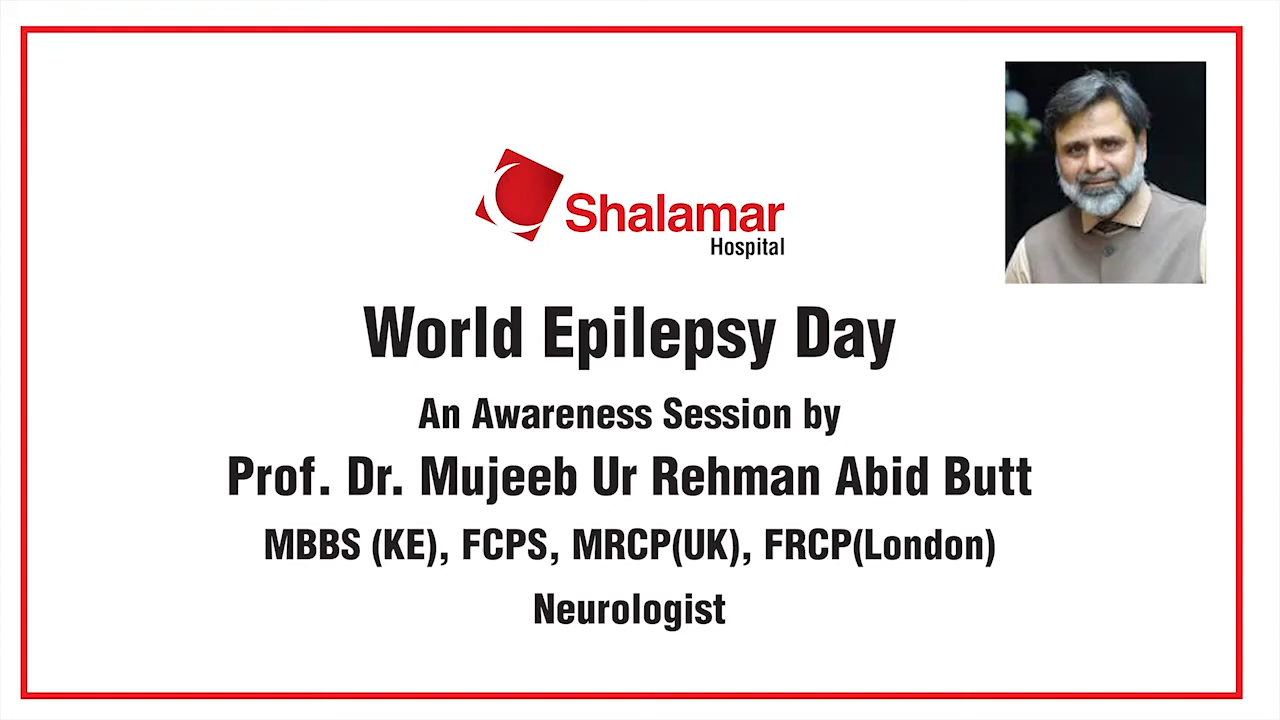 Shalamar
Hospital
World Epilepsy Day
An Awareness Session by
Prof. Dr. Mujeeb Ur Rehman Abid Butt
MBBS (KE), FCPS, MRCP(UK), FRCP(London)
Neurologist